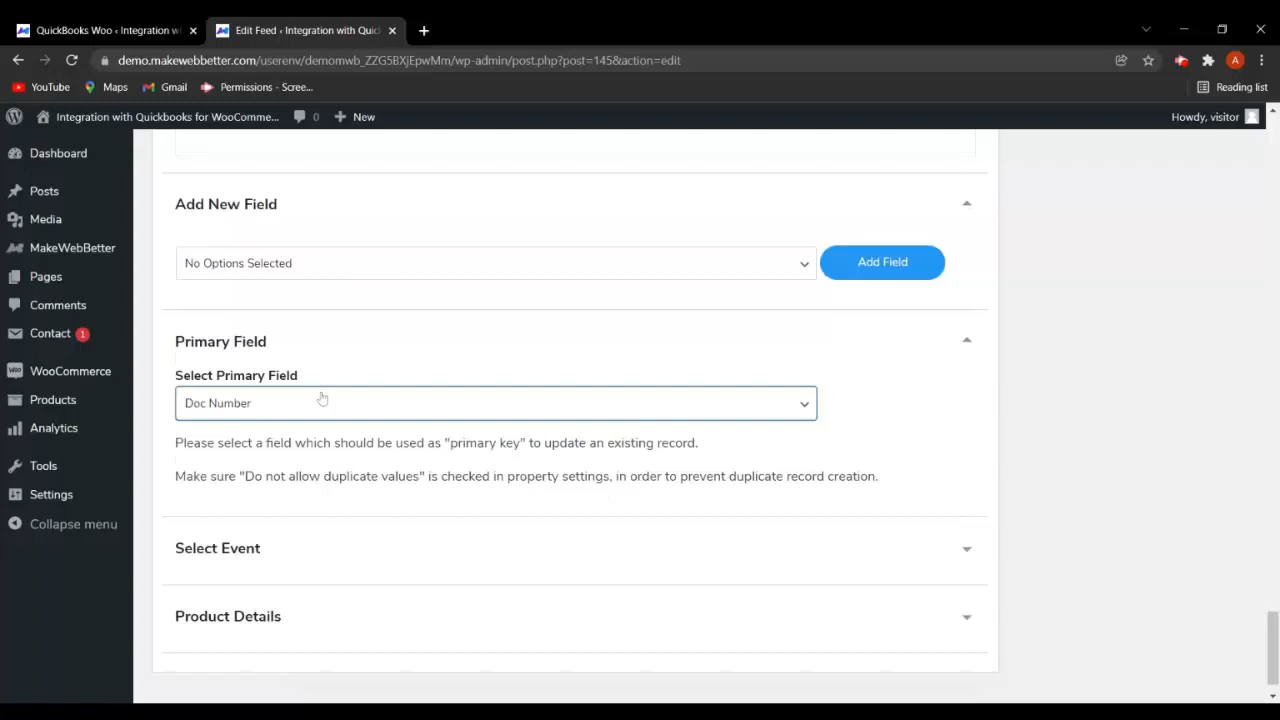 QuickBooks Woo ‹ Integration w
Edit Feed ‹ Integration with Quic
demo.makewebbetter.com/userenv/demomwb_ZZG5BXjEpwMm/wp-admin/post.php?post=145&action=edit
A
YouTube
Maps
Gmail
Permissions - Scree...
Reading list
Integration with Quickbooks for WooComme...
0
New
Howdy, visitor
Dashboard
Posts
Media
MakeWebBetter
Pages
Comments
Contact 1
WooCommerce
Products
Analytics
Tools
Settings
Collapse menu
Add New Field
No Options Selected
Add Field
Primary Field
Select Primary Field
Doc Number
Please select a field which should be used as "primary key" to update an existing record.
Make sure "Do not allow duplicate values" is checked in property settings, in order to prevent duplicate record creation.
Select Event
Product Details